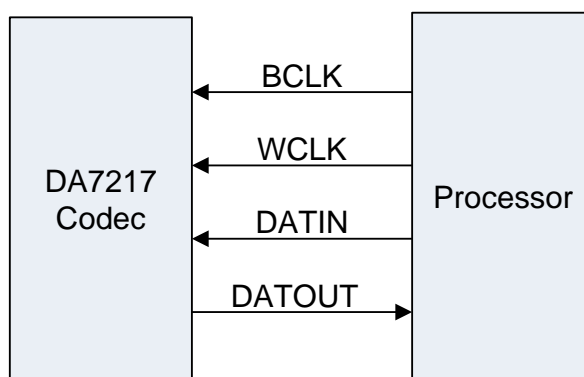 BCLK
WCLK
DA7217
Codec
Processor
DATIN
DATOUT